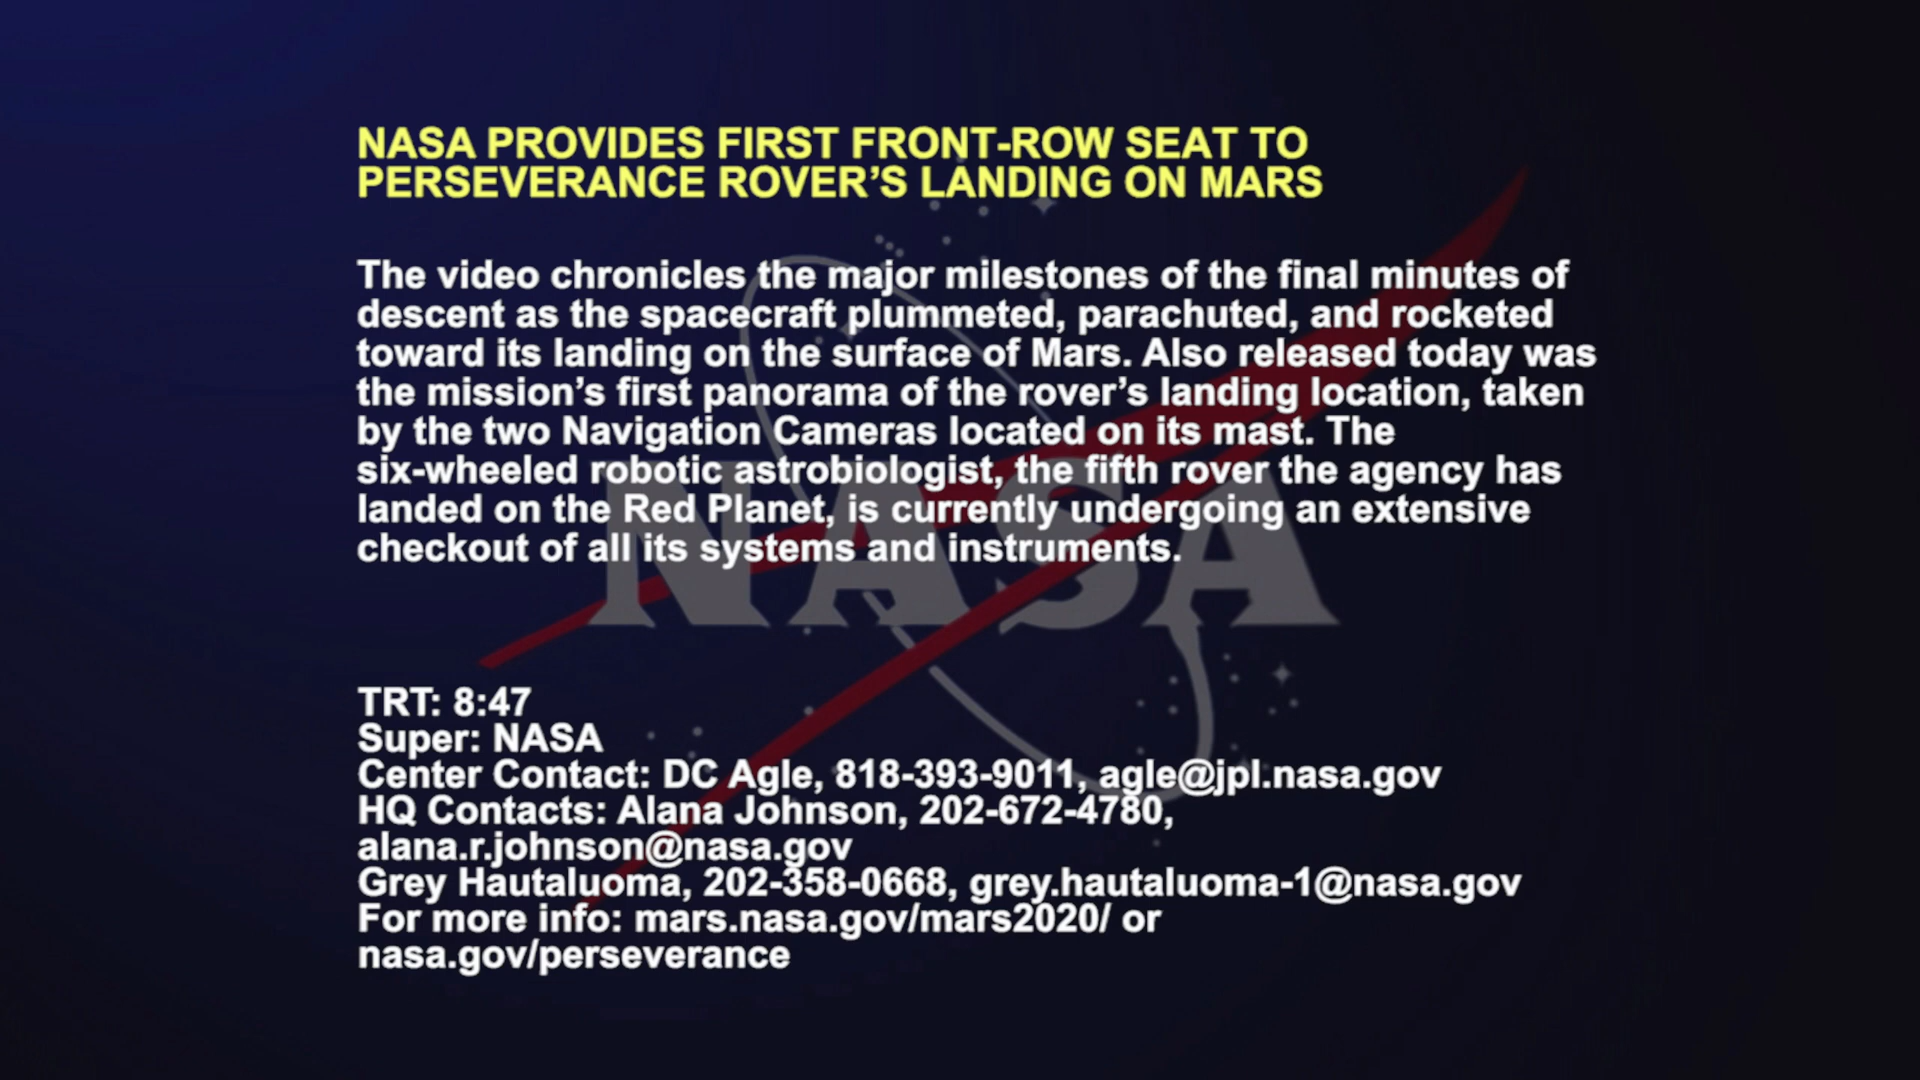 NASA PROVIDES FIRST FRONT-ROW SEAT TO
PERSEVERANCE ROVER’S LANDING ON MARS
The video chronicles the major milestones of the final minutes of
descent as the spacecraft plummeted, parachuted, and rocketed
toward its landing on the surface of Mars. Also released today was
the mission’s first panorama of the rover’s landing location, taken
by the two Navigation Cameras located on its mast. The
six-wheeled robotic astrobiologist, the fifth rover the agency has
landed on the Red Planet, is currently undergoing an extensive
checkout of all its systems and instruments.
NASA
TRT: 8:47
Super: NASA
Center Contact: DC Agle, 818-393-9011, agle@jpl.nasa.gov
HQ Contacts: Alana Johnson, 202-672-4780,
alana.r.johnson@nasa.gov
Grey Hautaluoma, 202-358-0668, grey.hautaluoma-1@nasa.gov
For more info: mars.nasa.gov/mars2020/ or
nasa.gov/perseverance